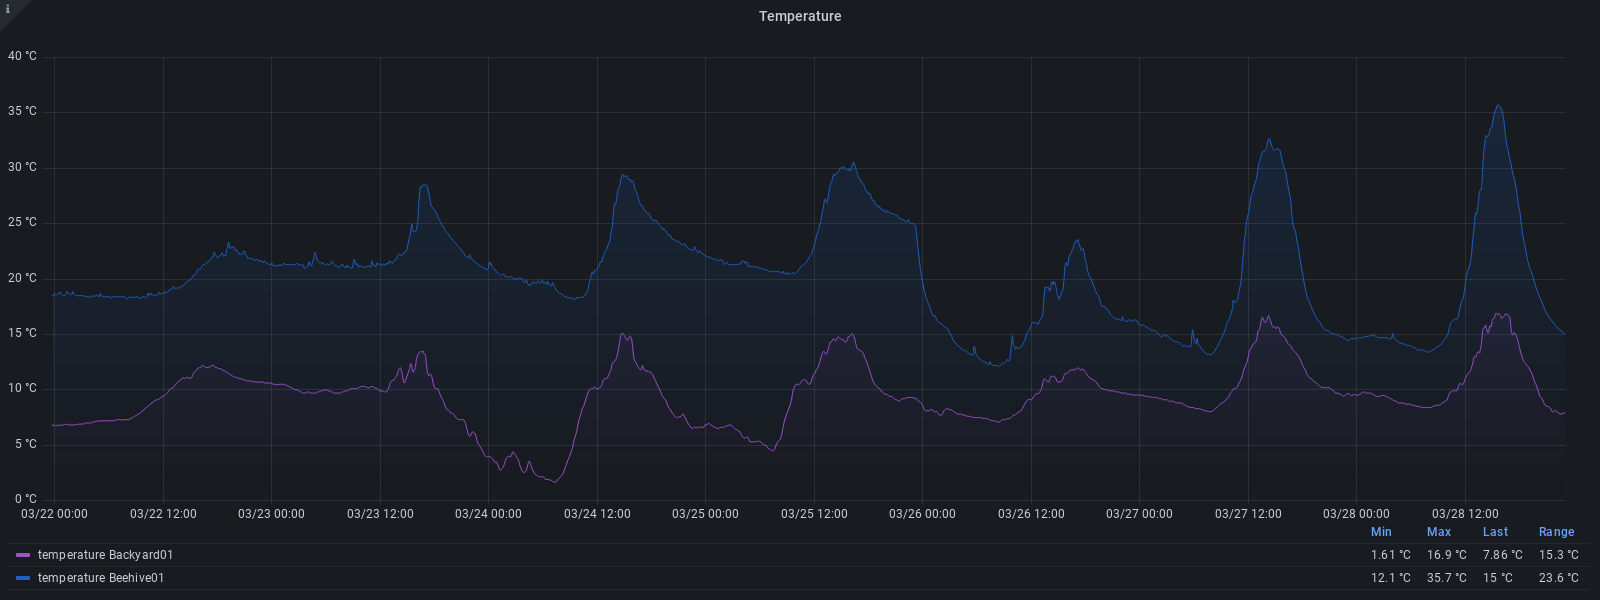 i
Temperature
40 °C
35 °C
30 °C
25 °C
20 °C
15 °C
10 °C
5 °C
0 °C
03/22 00:00 03/22 12:00 03/23 00:00 03/23 12:00 03/24 00:00 03/24 12:00 03/25 00:00 03/25 12:00 03/26 00:00 03/26 12:00 03/27 00:00 03/27 12:00 03/28 00:00 03/28 12:00
Min Max Last Range
temperature Backyard01 1.61 °C 16.9 °C 7.86 °C 15.3 °C
temperature Beehive01 12.1 °C 35.7 °C 15 °C 23.6 °C